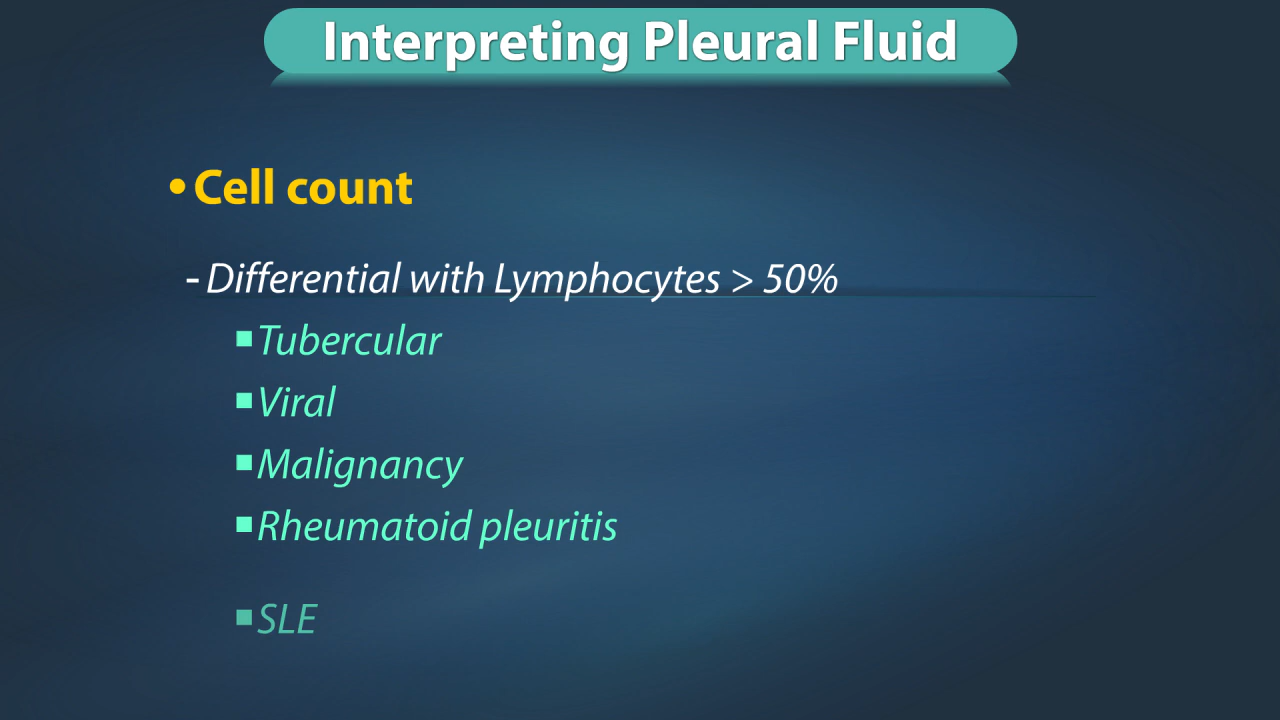 Interpreting Pleural Fluid
• Cell count
- Differential with Lymphocytes > 50%
▪ Tubercular
▪ Viral
▪ Malignancy
▪ Rheumatoid pleuritis
▪ SLE